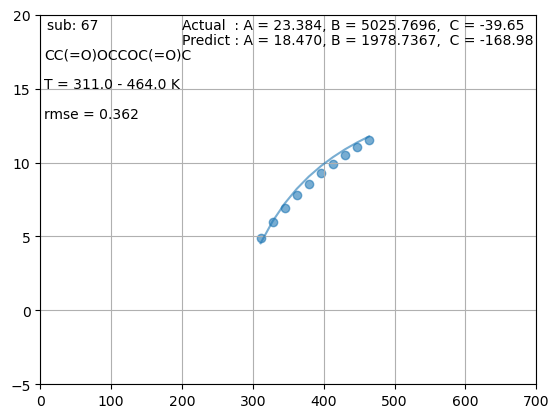 sub: 67
Actual : A = 23.384, B = 5025.7696, C = -39.65
Predict : A = 18.470, B = 1978.7367, C = -168.98
CC(=O)OCCOC(=O)C
T = 311.0 - 464.0 K
rmse = 0.362
20
15
10
5
0
−5
0 100 200 300 400 500 600 700